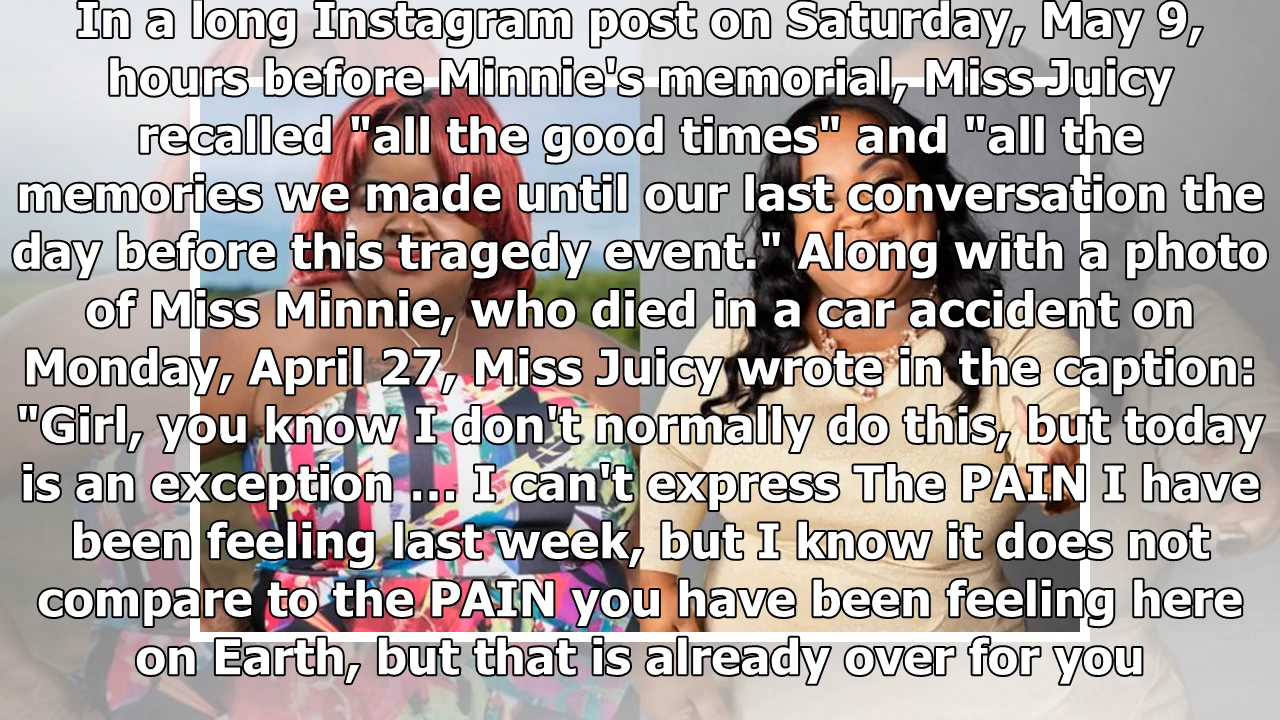 In a long Instagram post on Saturday, May 9,
hours before Minnie's memorial, Miss Juicy
recalled "all the good times" and "all the
memories we made until our last conversation the
day before this tragedy event." Along with a photo
of Miss Minnie, who died in a car accident on
Monday, April 27, Miss Juicy wrote in the caption:
"Girl, you know I don't normally do this, but today
is an exception ... I can't express The PAIN I have
been feeling last week, but I know it does not
compare to the PAIN you have been feeling here
on Earth, but that is already over for you